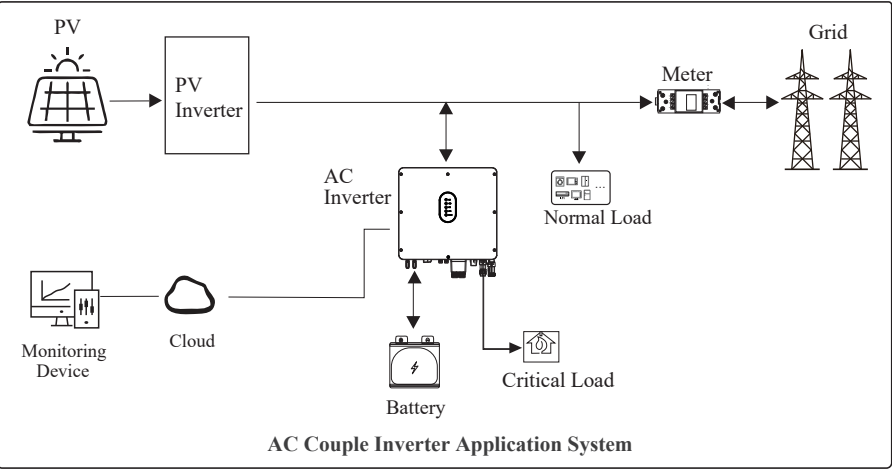 PV
Grid
PV
Inverter
Meter
AC
Inverter
...
Normal Load
Monitoring
Device
Cloud
Battery
Critical Load
AC Couple Inverter Application System